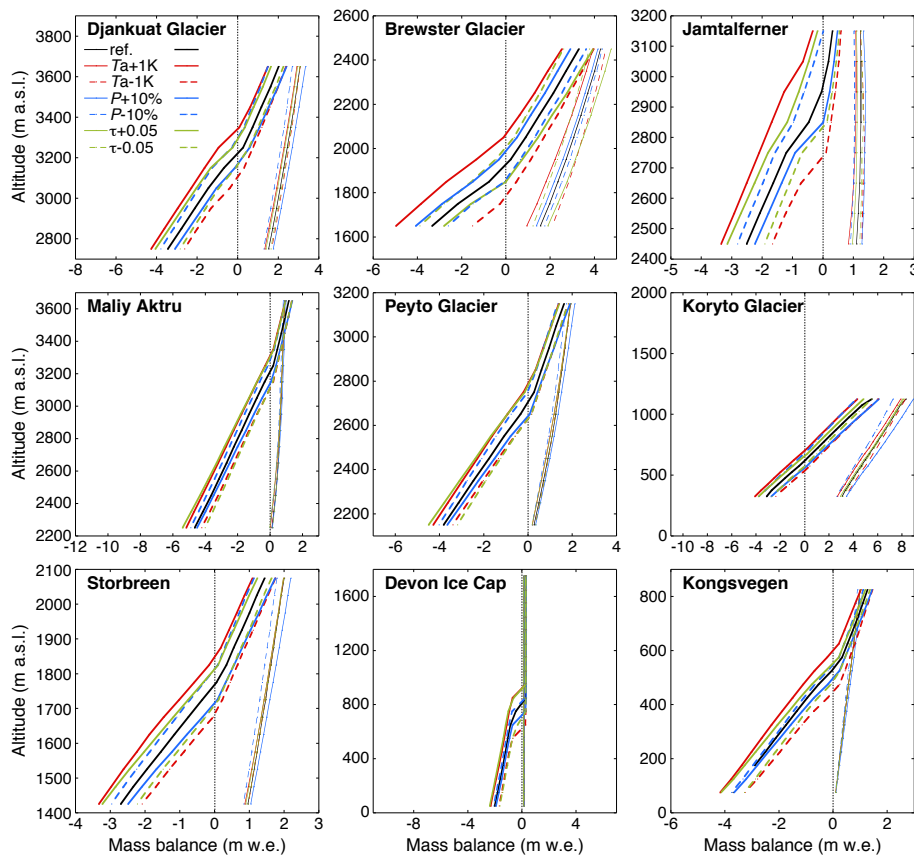 Djankuat Glacier
Brewster Glacier
Jamtalferner
ref.
Ta+1K
Ta-1K
P+10%
P-10%
τ+0.05
τ-0.05
3800
3600
3400
3200
3000
2800
-8 -6 -4 -2 0 2 4
2600
2400
2200
2000
1800
1600
-6 -4 -2 0 2 4
3200
3100
3000
2900
2800
2700
2600
2500
2400
-5 -4 -3 -2 -1 0 1 2 3
Altitude (m a.s.l.)
Maliy Aktru
Peyto Glacier
Koryto Glacier
3600
3400
3200
3000
2800
2600
2400
2200
-12 -10 -8 -6 -4 -2 0 2
3200
3000
2800
2600
2400
2200
-6 -4 -2 0 2 4
2000
1500
1000
500
0
-10 -8 -6 -4 -2 0 2 4 6 8
Altitude (m a.s.l.)
Storbreen
Devon Ice Cap
Kongsvegen
2100
2000
1900
1800
1700
1600
1500
1400
-4 -3 -2 -1 0 1 2 3
1600
1200
800
400
0
-8 -6 -4 -2 0 2 4
800
600
400
200
0
-6 -4 -2 0 2 4 6
Altitude (m a.s.l.)
Mass balance (m w.e.)
Mass balance (m w.e.)
Mass balance (m w.e.)